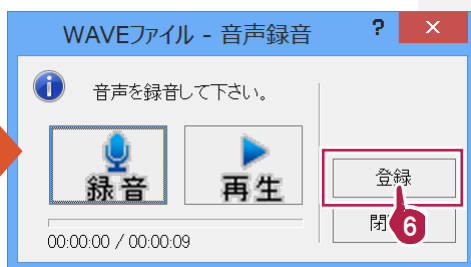 WAVEファイル - 音声録音 ?
音声を録音して下さい。
録音 再生
登録
閉
6
00:00:00 / 00:00:09